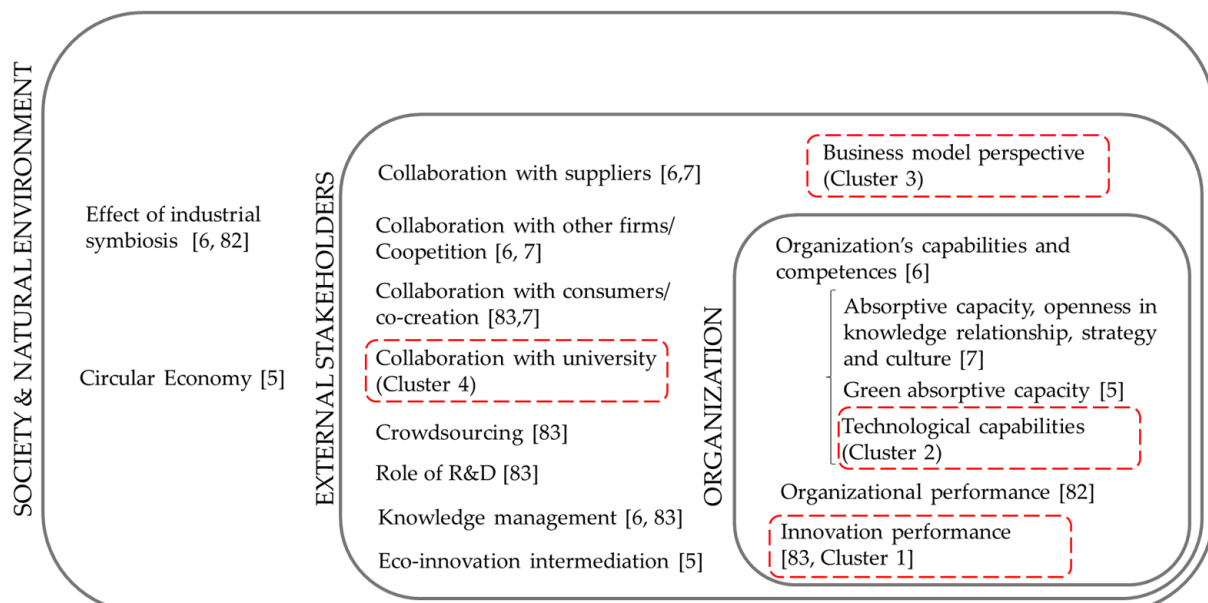 SOCIETY & NATURAL ENVIRONMENT
Effect of industrial
symbiosis [6, 82]
Circular Economy [5]
EXTERNAL STAKEHOLDERS
Collaboration with suppliers [6,7]
Collaboration with other firms/
Coopetition [6, 7]
Collaboration with consumers/
co-creation [83,7]
Collaboration with university
(Cluster 4)
Crowdsourcing [83]
Role of R&D [83]
Knowledge management [6, 83]
Eco-innovation intermediation [5]
Business model perspective
(Cluster 3)
ORGANIZATION
Organization's capabilities and
competences [6]
Absorptive capacity, openness in
knowledge relationship, strategy
and culture [7]
Green absorptive capacity [5]
Technological capabilities
(Cluster 2)
Organizational performance [82]
Innovation performance
[83, Cluster 1]